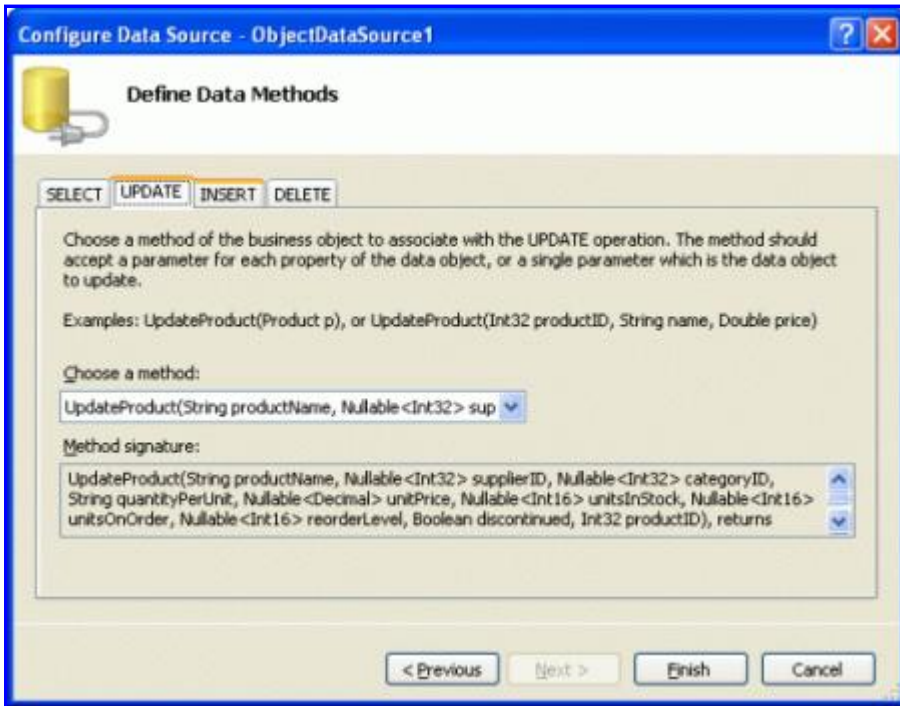 Configure Data Source - ObjectDataSource1
Define Data Methods
SELECT UPDATE INSERT DELETE
Choose a method of the business object to associate with the UPDATE operation. The method should
accept a parameter for each property of the data object, or a single parameter which is the data object
to update.
Examples: UpdateProduct(Product p), or UpdateProduct(Int32 productID, String name, Double price)
Choose a method:
UpdateProduct(String productName, Nullable<Int32> sup
Method signature:
UpdateProduct(String productName, Nullable<Int32> supplierID, Nullable<Int32> categoryID,
String quantityPerUnit, Nullable<Decimal> unitPrice, Nullable<Int16> unitsInStock, Nullable<Int16>
unitsOnOrder, Nullable<Int16> reorderLevel, Boolean discontinued, Int32 productID), returns
< Previous Next > Finish Cancel